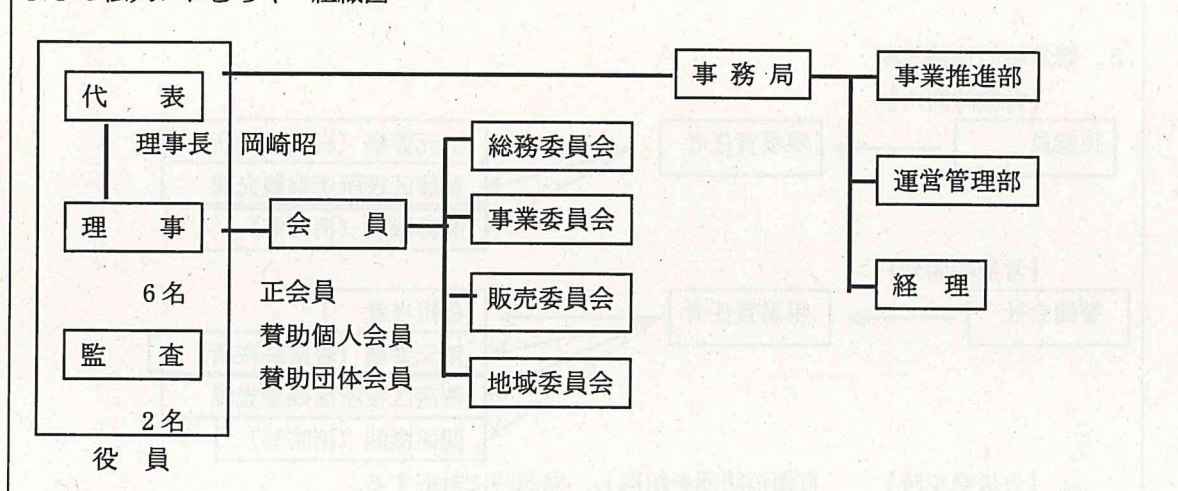 組織図
代　表
理事長　岡崎昭
理　事
6名
監　査
2名
役　員
会　員
正会員
賛助個人会員
賛助団体会員
総務委員会
事業委員会
販売委員会
地域委員会
事務局
事業推進部
運営管理部
経　理